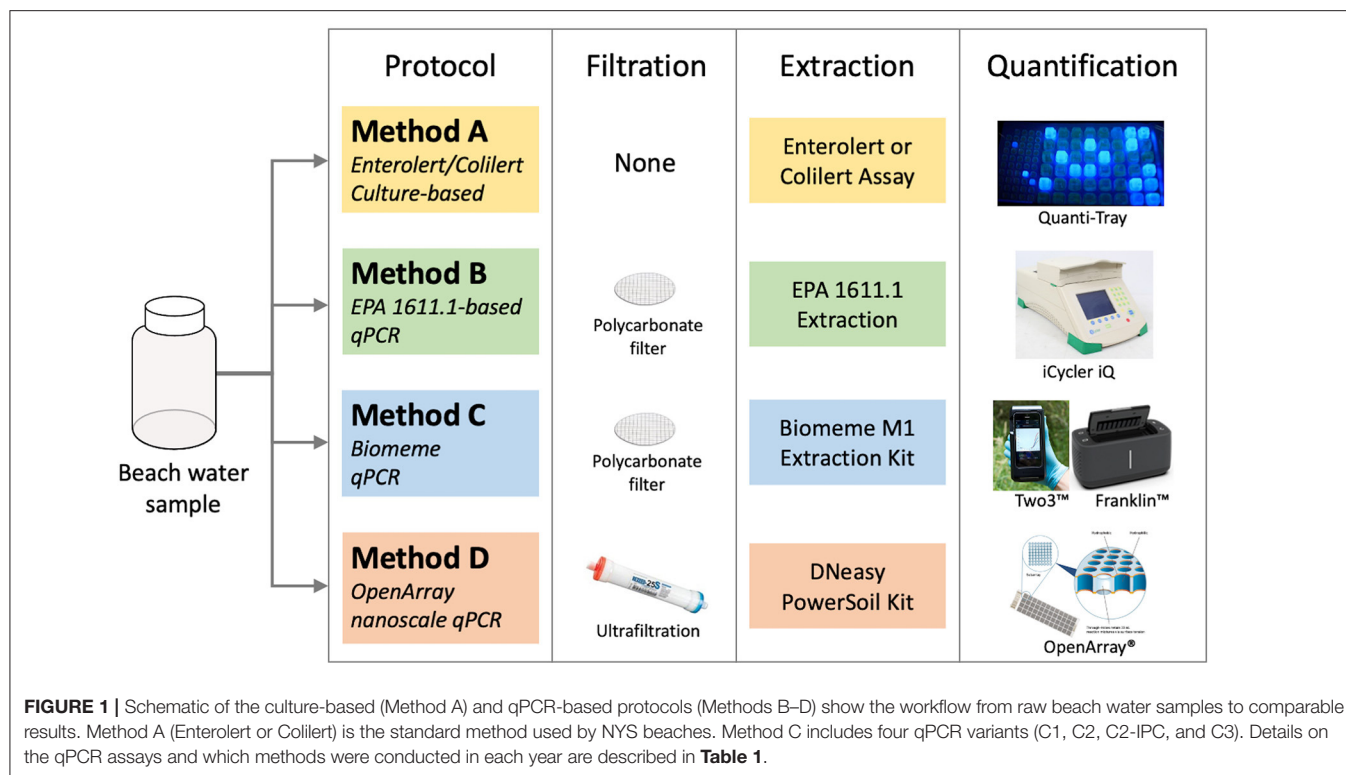 Protocol
Filtration
Extraction
Quantification
Beach water
sample
Method A
Enterolert/Colilert
Culture-based
None
Enterolert or
Colilert Assay
Quanti-Tray
Method B
EPA 1611.1-based
qPCR
Polycarbonate
filter
EPA 1611.1
Extraction
iCycler iQ
Method C
Biomeme
qPCR
Polycarbonate
filter
Biomeme M1
Extraction Kit
Two3™
Franklin™
Method D
OpenArray
nanoscale qPCR
25S
Ultrafiltration
DNeasy
PowerSoil Kit
OpenArray®
FIGURE 1 | Schematic of the culture-based (Method A) and qPCR-based protocols (Methods B–D) show the workflow from raw beach water samples to comparable
results. Method A (Enterolert or Colilert) is the standard method used by NYS beaches. Method C includes four qPCR variants (C1, C2, C2-IPC, and C3). Details on
the qPCR assays and which methods were conducted in each year are described in Table 1.